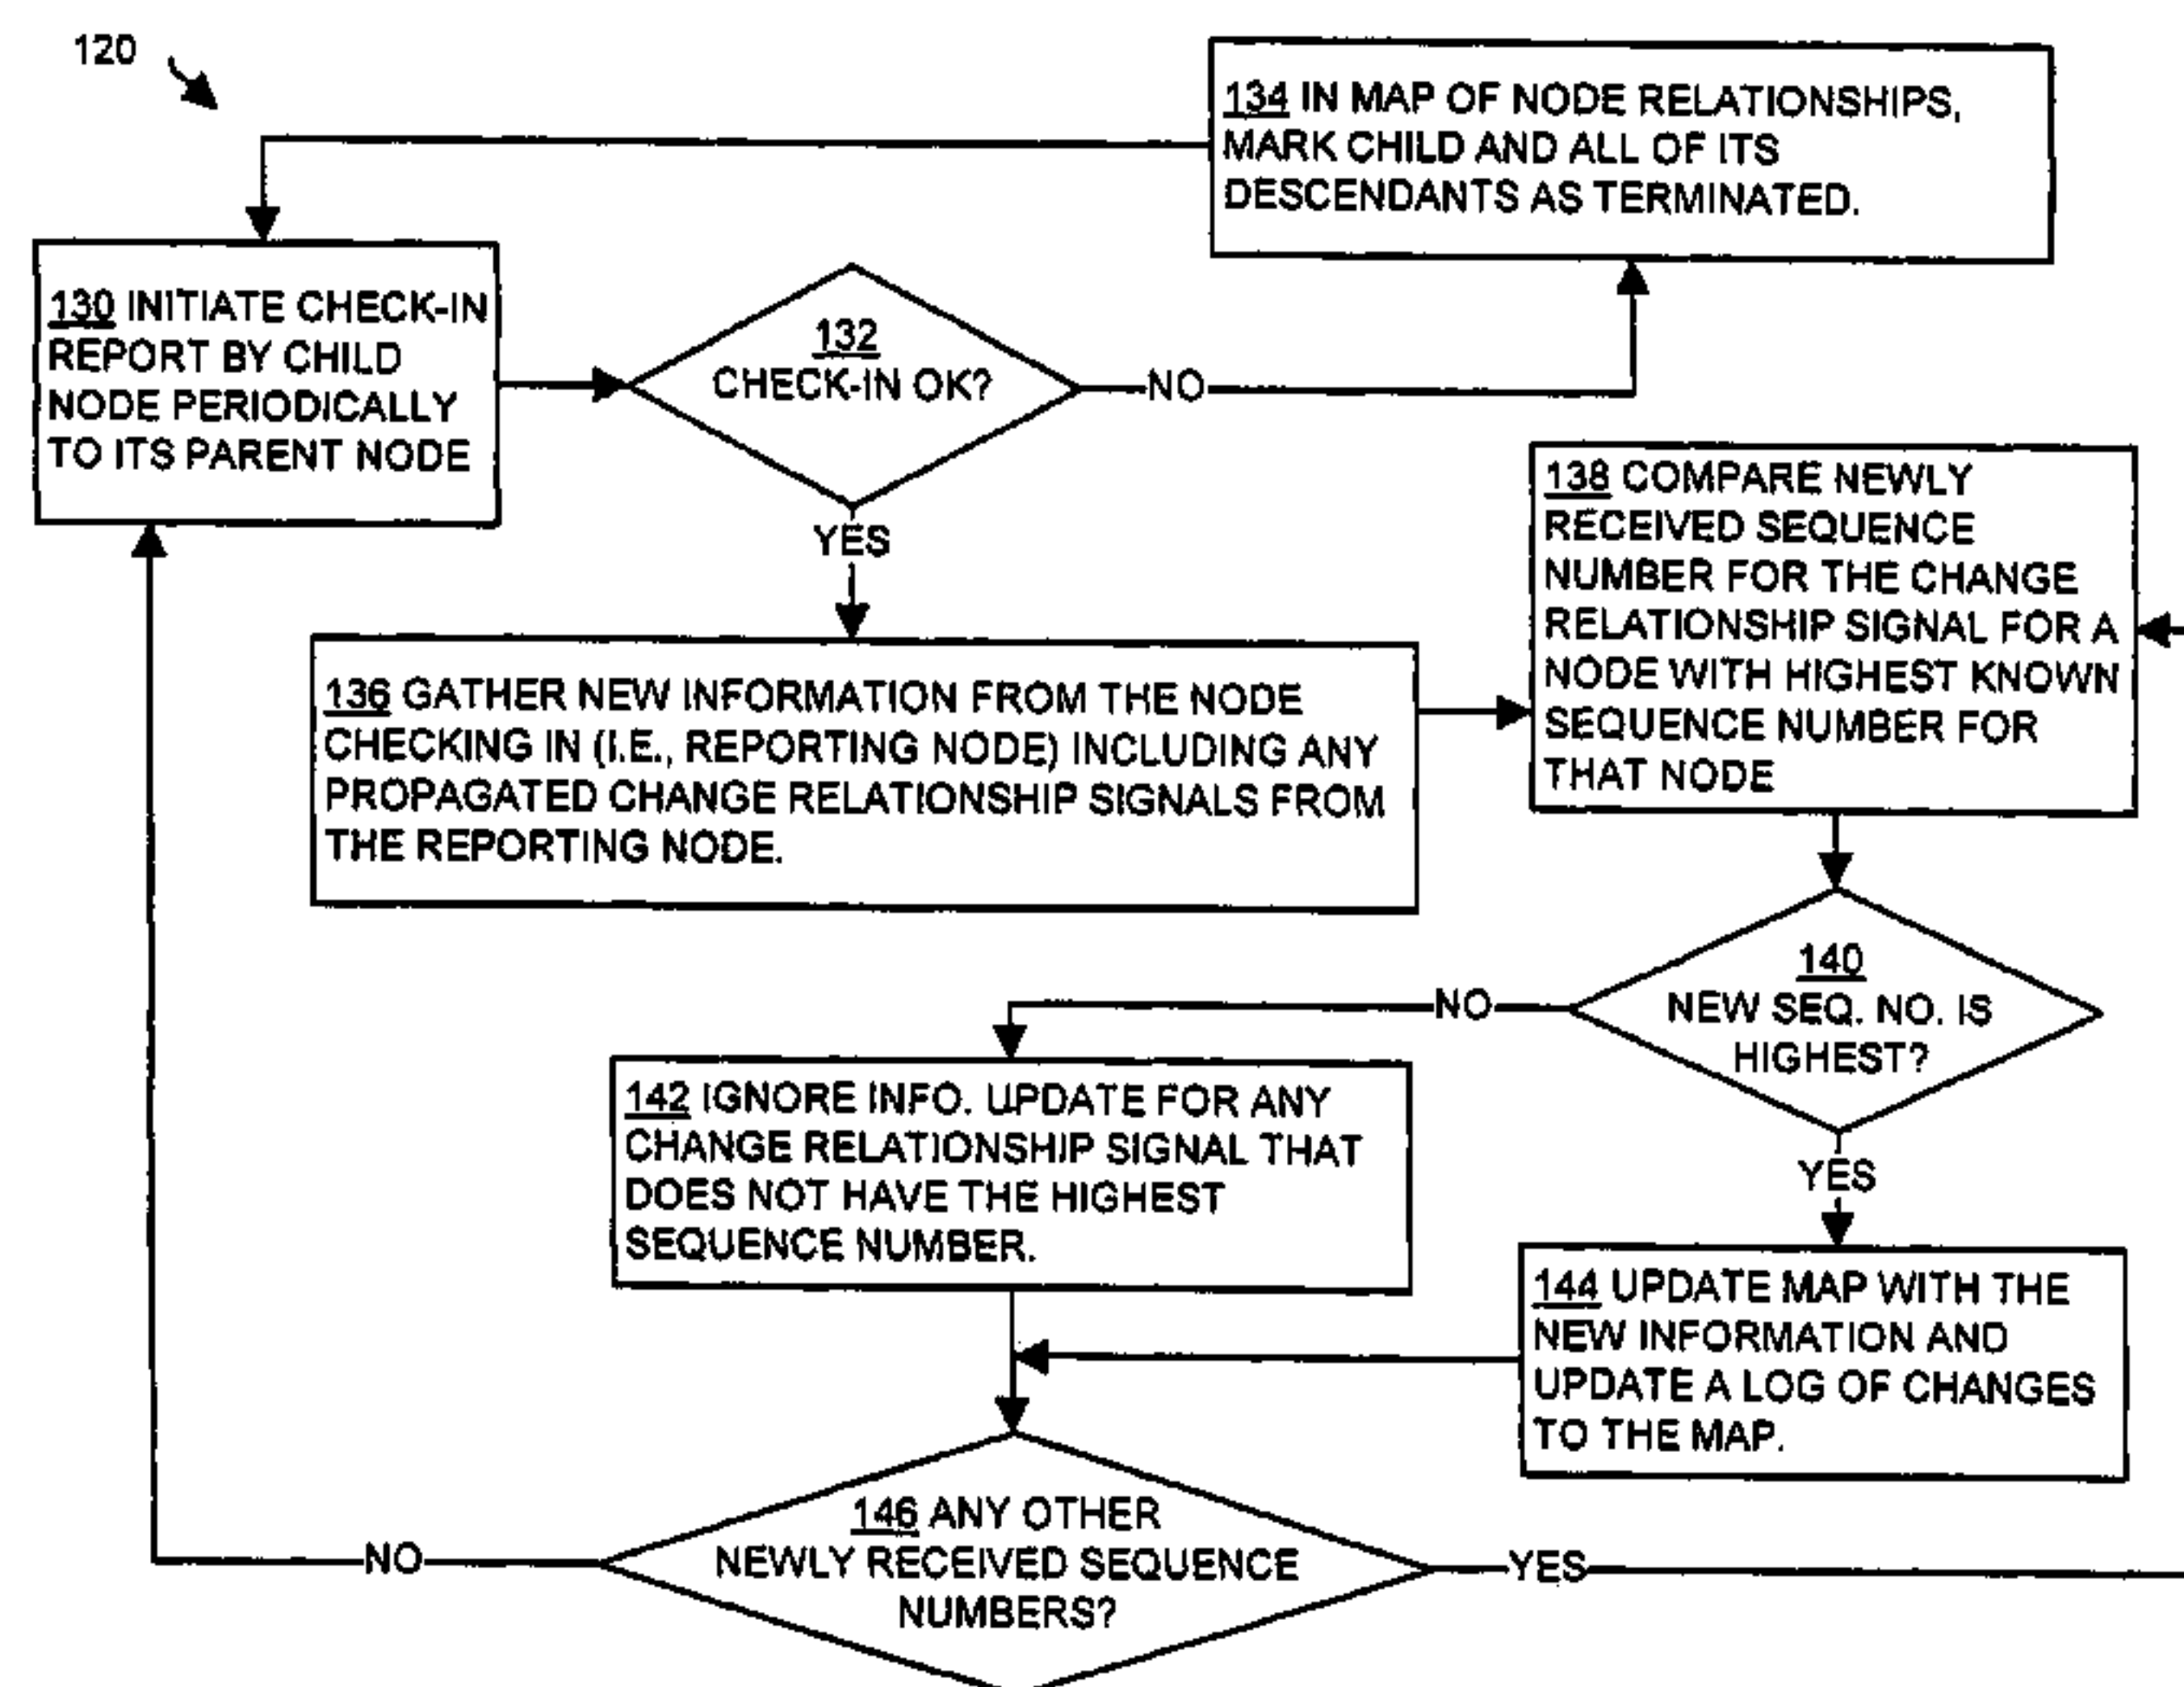 120
134 IN MAP OF NODE RELATIONSHIPS,
MARK CHILD AND ALL OF ITS
DESCENDANTS AS TERMINATED.
130 INITIATE CHECK-IN
REPORT BY CHILD
NODE PERIODICALLY
TO ITS PARENT NODE
132
CHECK-IN OK?
NO
YES
138 COMPARE NEWLY
RECEIVED SEQUENCE
NUMBER FOR THE CHANGE
RELATIONSHIP SIGNAL FOR A
NODE WITH HIGHEST KNOWN
SEQUENCE NUMBER FOR
THAT NODE
136 GATHER NEW INFORMATION FROM THE NODE
CHECKING IN (I.E., REPORTING NODE) INCLUDING ANY
PROPAGATED CHANGE RELATIONSHIP SIGNALS FROM
THE REPORTING NODE.
140
NEW SEQ. NO. IS
HIGHEST?
NO
YES
142 IGNORE INFO. UPDATE FOR ANY
CHANGE RELATIONSHIP SIGNAL THAT
DOES NOT HAVE THE HIGHEST
SEQUENCE NUMBER.
144 UPDATE MAP WITH THE
NEW INFORMATION AND
UPDATE A LOG OF CHANGES
TO THE MAP.
146 ANY OTHER
NEWLY RECEIVED SEQUENCE
NUMBERS?
NO
YES